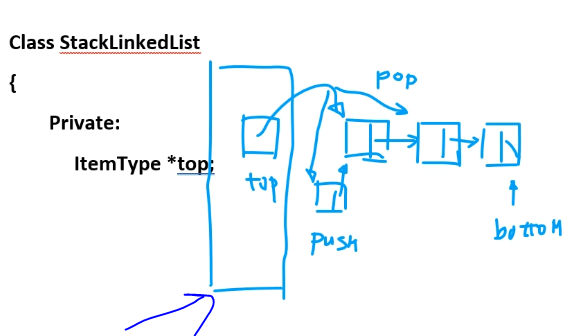 Class StackLinkedList
{
Private:
ItemType *top;
pop
top
push
bottom